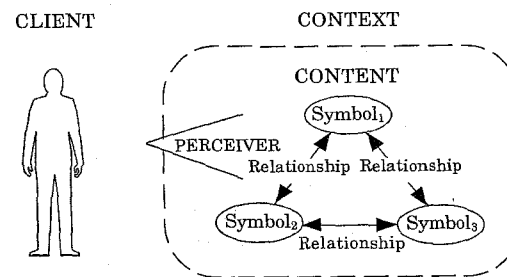 CLIENT
CONTEXT
CONTENT
Symbol₁
PERCEIVER
Relationship Relationship
Symbol₂
Symbol₃
Relationship